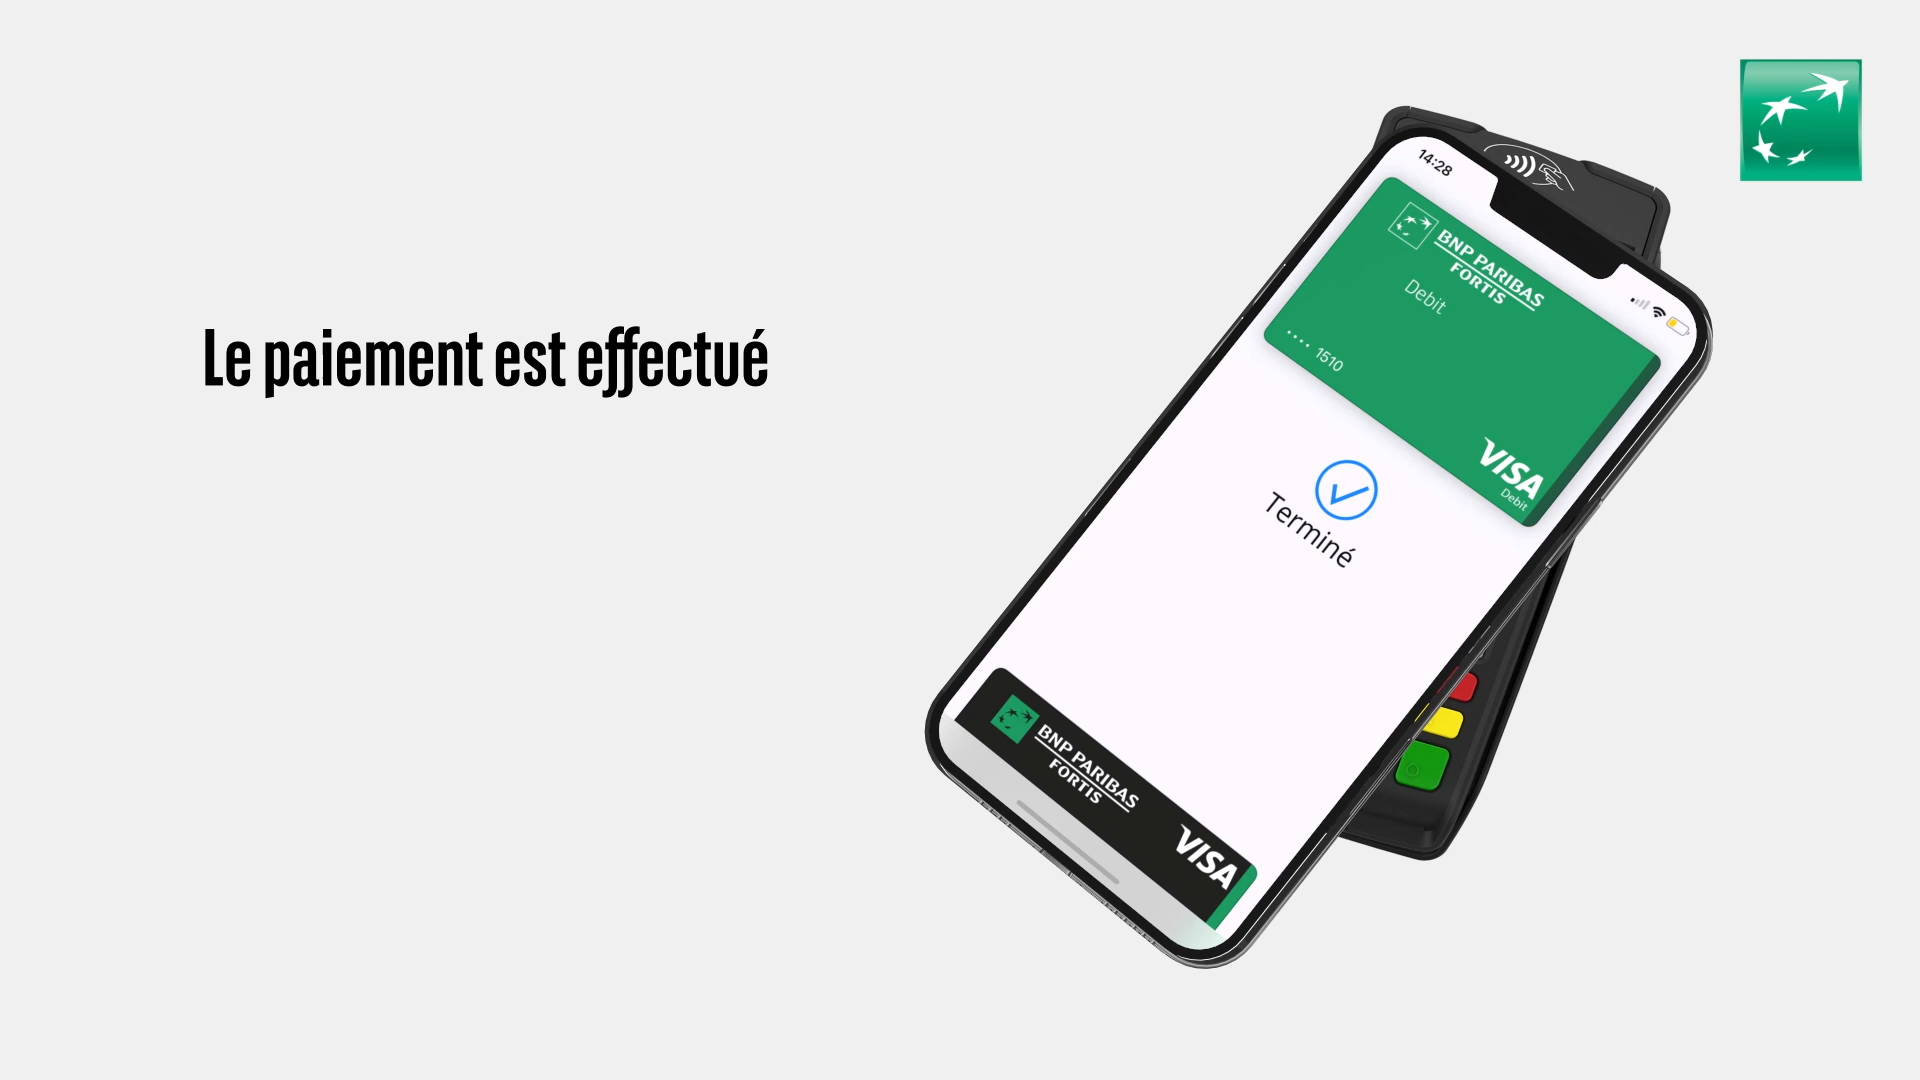 Le paiement est effectué
14:28
BNP PARIBAS
FORTIS
Debit
•••• 1510
VISA
Debit
Terminé
BNP PARIBAS
FORTIS
VISA